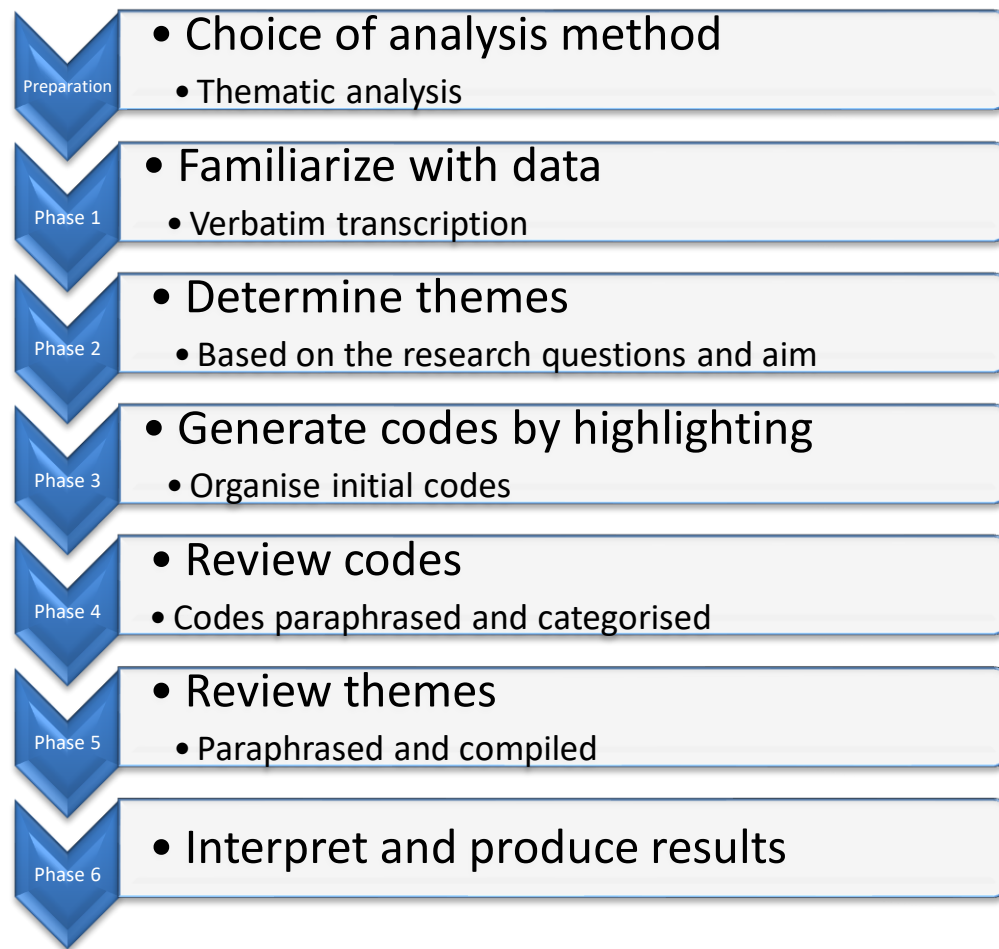 Preparation
• Choice of analysis method
• Thematic analysis
Phase 1
• Familiarize with data
• Verbatim transcription
Phase 2
• Determine themes
• Based on the research questions and aim
Phase 3
• Generate codes by highlighting
• Organise initial codes
Phase 4
• Review codes
• Codes paraphrased and categorised
Phase 5
• Review themes
• Paraphrased and compiled
Phase 6
• Interpret and produce results